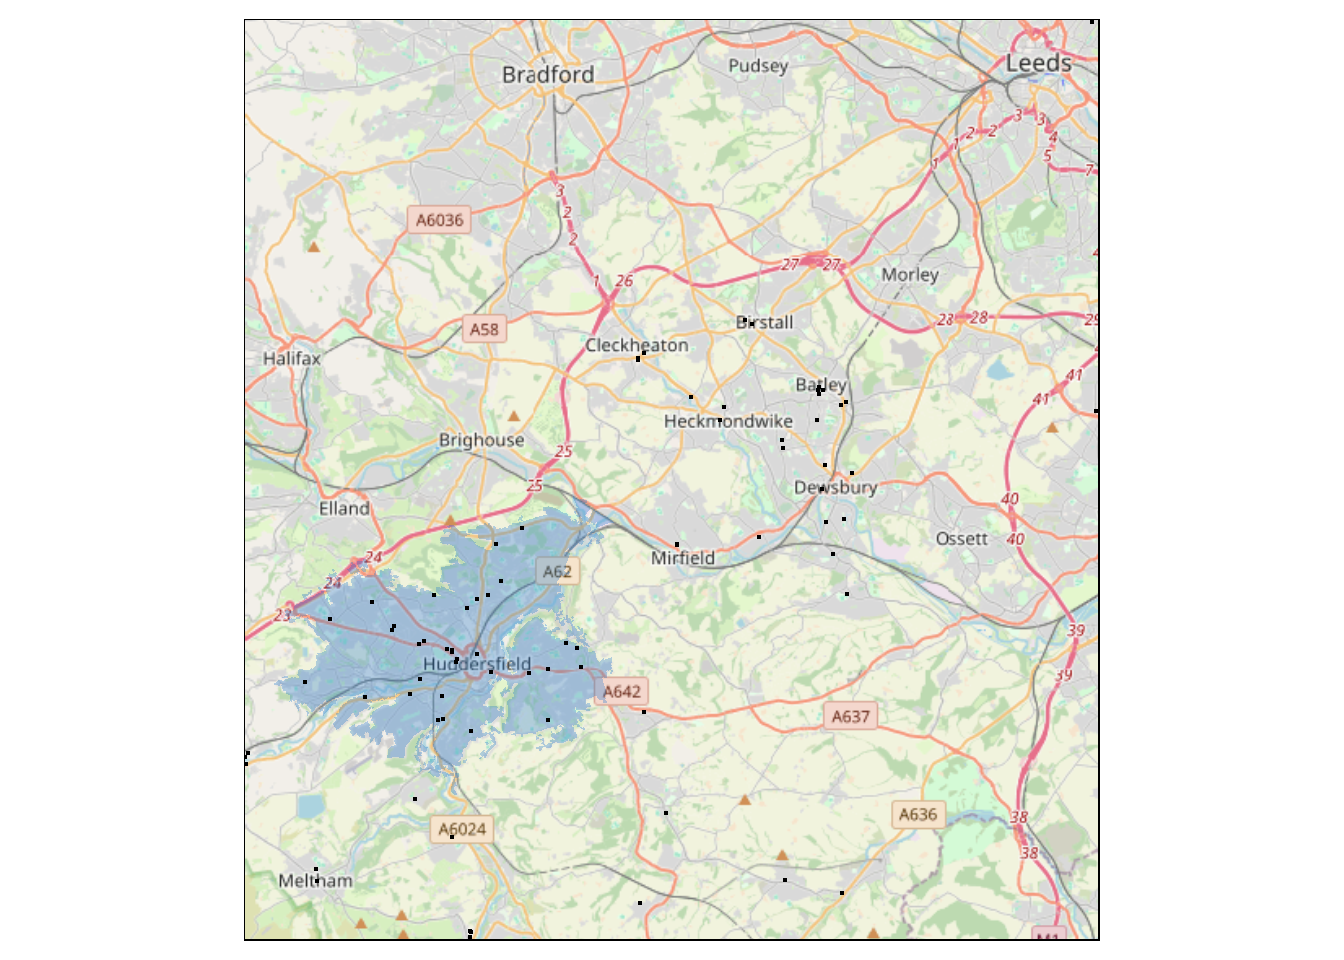 Leeds
Pudsey
Bradford
3
3
2
2
4
1
5
1
7
3
2
A6036
2
27
27
Morley
1
26
28
28
29
Birstall
A58
Cleckheaton
Halifax
41
Batley
41
Heckmondwike
Brighouse
25
25
Dewsbury
40
Elland
40
Ossett
24
Mirfield
A62
24
23
39
Huddersfield
39
A642
A637
A636
38
A6024
38
Meltham
M1